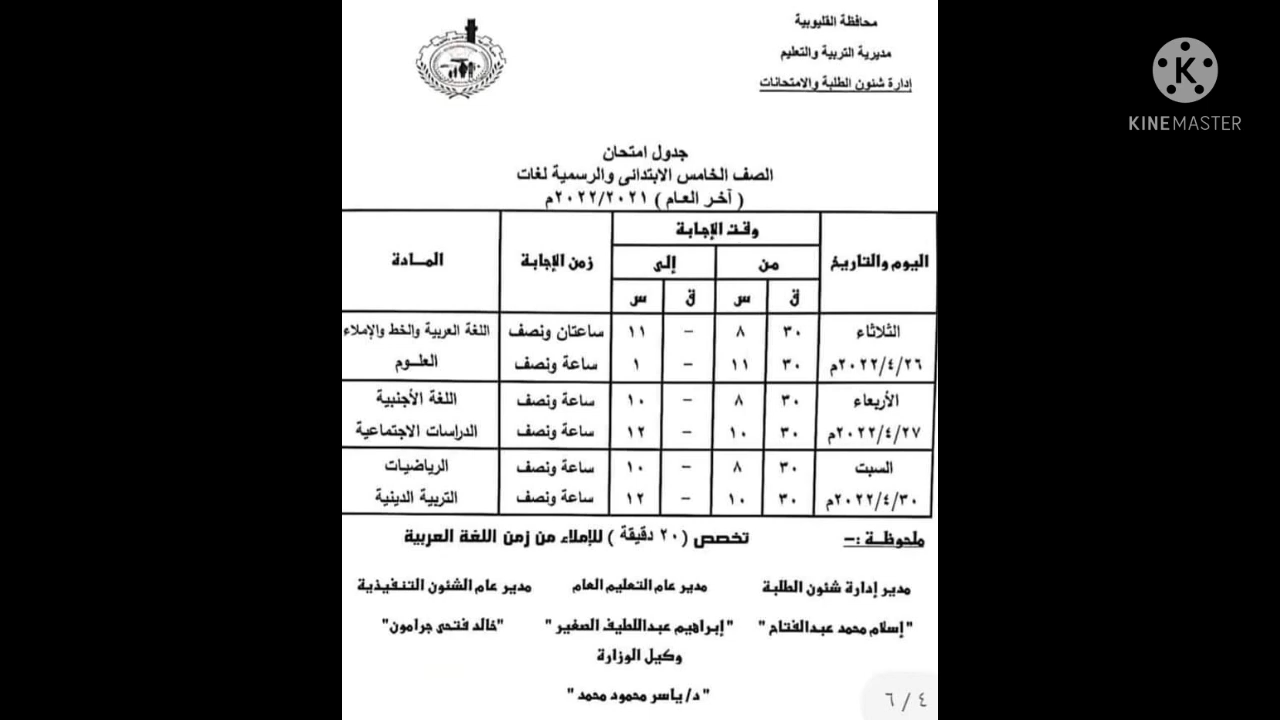 محافظة القليوبية
مديرية التربية والتعليم
إدارة شئون الطلبة والامتحانات
KINEMASTER
جدول امتحان
الصف الخامس الابتدائى والرسمية لغات
( آخر العام ) ٢٠٢٢/٢٠٢١م
اليوم والتاريخ وقت الإجابة زمن الإجابة المــادة
من إلى
ق س ق س
الثلاثاء ٣٠ ٨ – ١١ ساعتان ونصف اللغة العربية والخط والإملاء
٢٠٢٢/٤/٢٦م ٣٠ ١١ – ١ ساعة ونصف العلــوم
الأربعاء ٣٠ ٨ – ١٠ ساعة ونصف اللغة الأجنبية
٢٠٢٢/٤/٢٧م ٣٠ ١٠ – ١٢ ساعة ونصف الدراسات الاجتماعية
السبت ٣٠ ٨ – ١٠ ساعة ونصف الرياضيات
٢٠٢٢/٤/٣٠م ٣٠ ١٠ – ١٢ ساعة ونصف التربية الدينية
ملحوظــة :– تخصص ( ٢٠ دقيقة ) للإملاء من زمن اللغة العربية
مدير إدارة شئون الطلبة مدير عام التعليم العام مدير عام الشئون التنفيذية
"إسلام محمد عبدالفتاح " "إبراهيم عبداللطيف الصغير " "خالد فتحى جرامون"
وكيل الوزارة
"د/ ياسر محمود محمد "
٤ / ٦